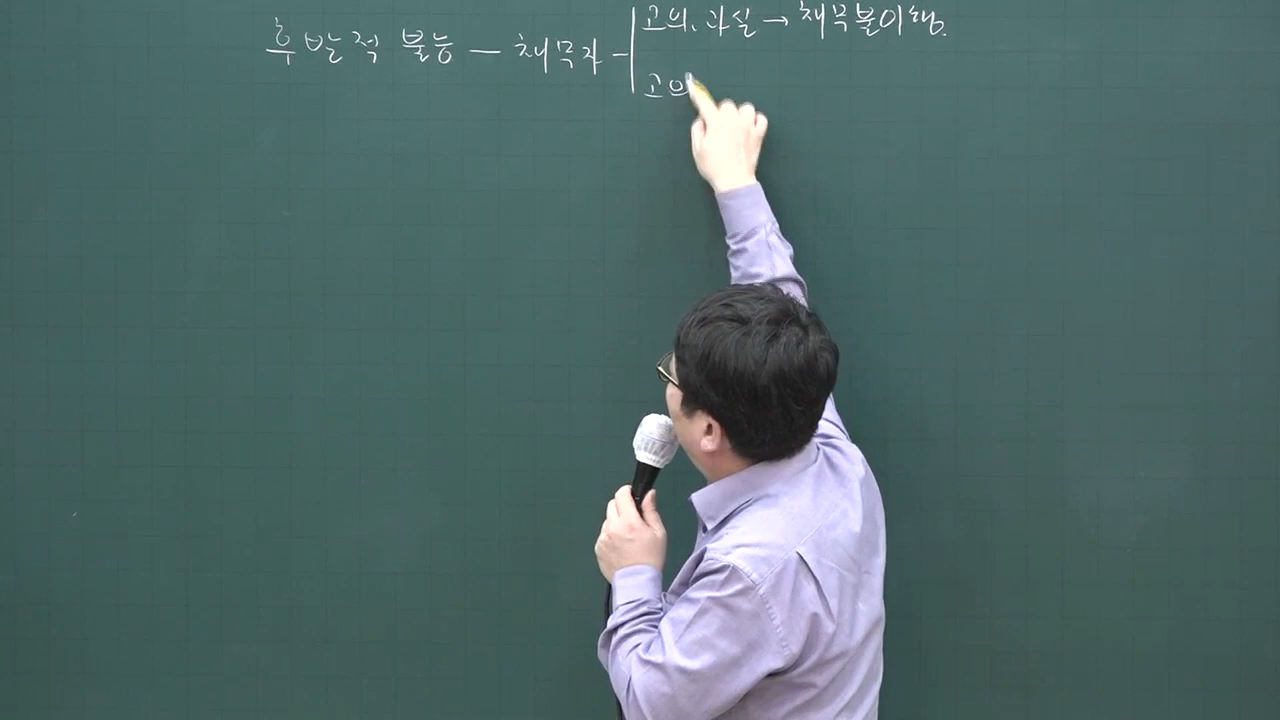 후발적 불능 — 채무자 -
고의, 과실 → 채무불이행.
고의